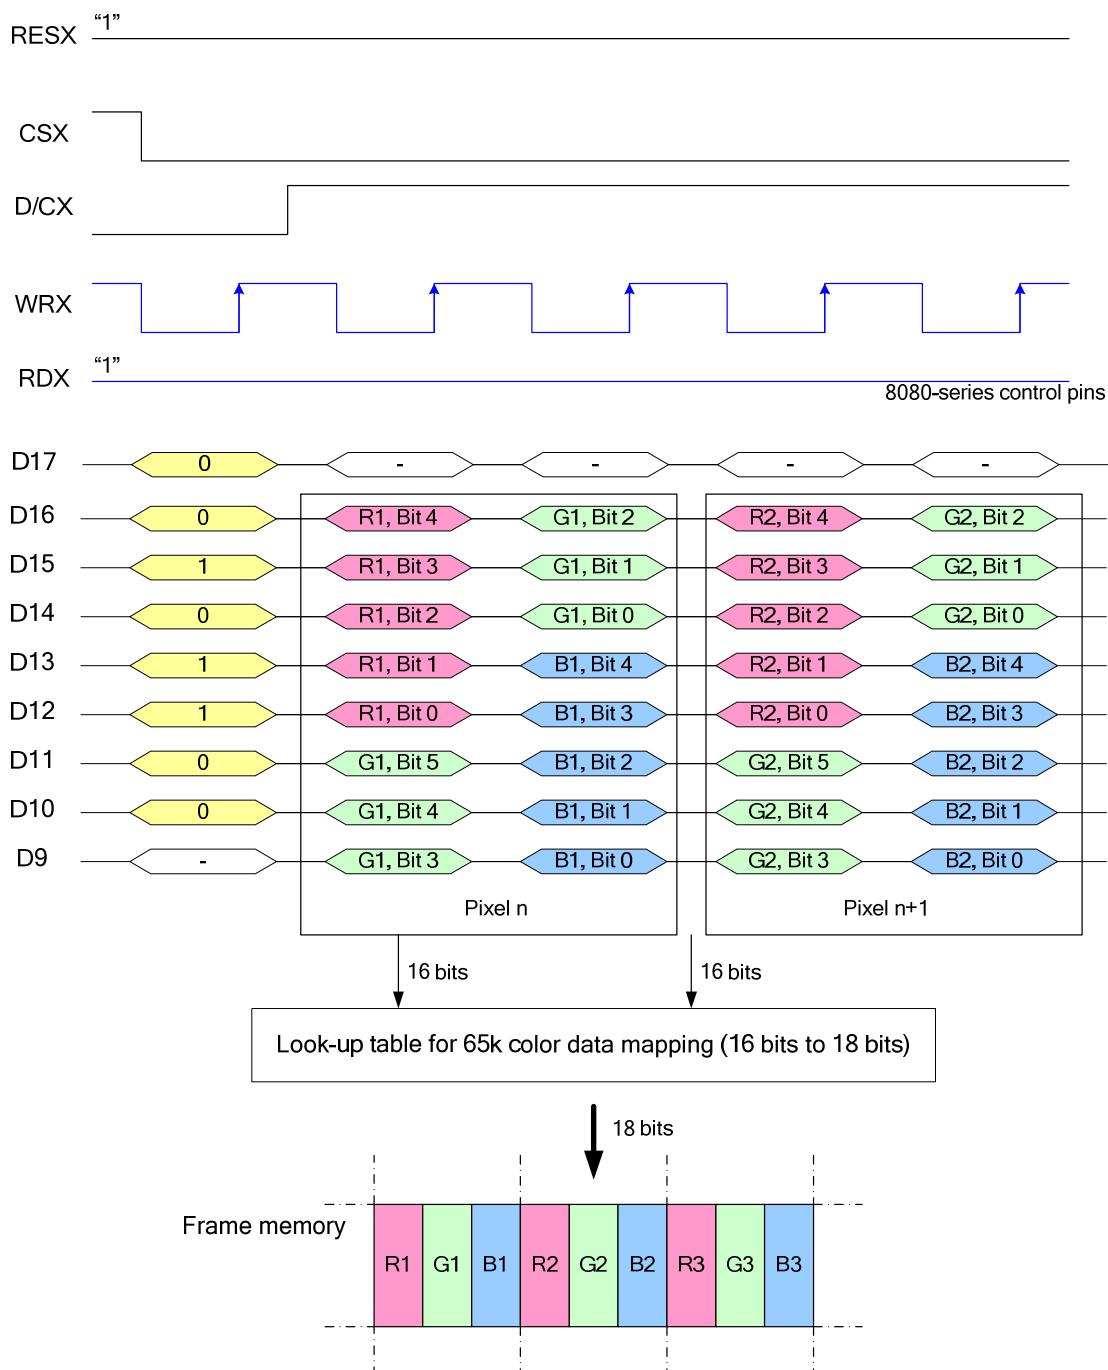 RESX “1”
CSX
D/CX
WRX
RDX “1”
8080-series control pins
D17 0 - - - -
D16 0 R1, Bit 4 G1, Bit 2 R2, Bit 4 G2, Bit 2
D15 1 R1, Bit 3 G1, Bit 1 R2, Bit 3 G2, Bit 1
D14 0 R1, Bit 2 G1, Bit 0 R2, Bit 2 G2, Bit 0
D13 1 R1, Bit 1 B1, Bit 4 R2, Bit 1 B2, Bit 4
D12 1 R1, Bit 0 B1, Bit 3 R2, Bit 0 B2, Bit 3
D11 0 G1, Bit 5 B1, Bit 2 G2, Bit 5 B2, Bit 2
D10 0 G1, Bit 4 B1, Bit 1 G2, Bit 4 B2, Bit 1
D9 - G1, Bit 3 B1, Bit 0 G2, Bit 3 B2, Bit 0
Pixel n Pixel n+1
16 bits 16 bits
Look-up table for 65k color data mapping (16 bits to 18 bits)
18 bits
Frame memory
R1 G1 B1 R2 G2 B2 R3 G3 B3